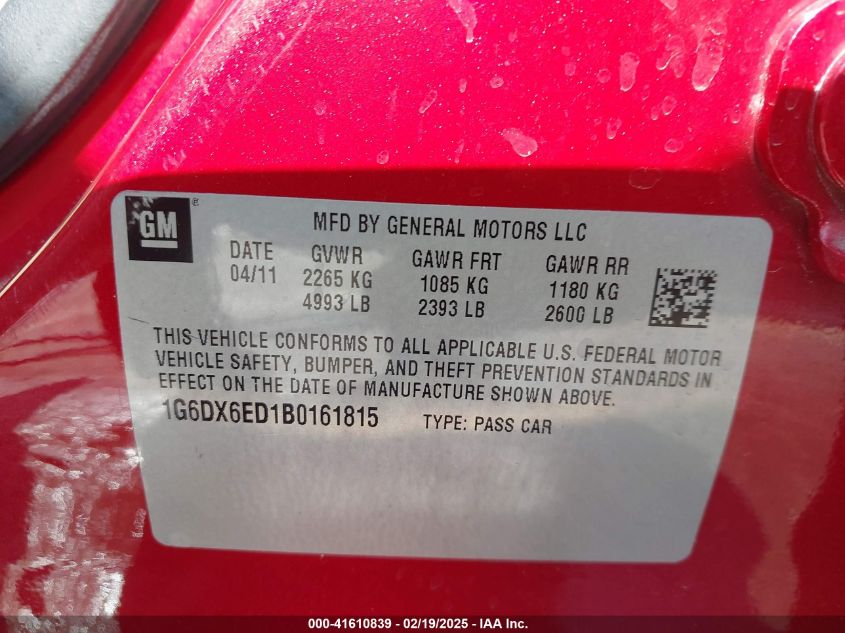 GM ®
MFD BY GENERAL MOTORS LLC
DATE GVWR GAWR FRT GAWR RR
04/11 2265 KG 1085 KG 1180 KG
4993 LB 2393 LB 2600 LB
THIS VEHICLE CONFORMS TO ALL APPLICABLE U.S. FEDERAL MOTOR
VEHICLE SAFETY, BUMPER, AND THEFT PREVENTION STANDARDS IN
EFFECT ON THE DATE OF MANUFACTURE SHOWN ABOVE.
1G6DX6ED1B0161815 TYPE: PASS CAR
000-41610839 - 02/19/2025 - IAA Inc.